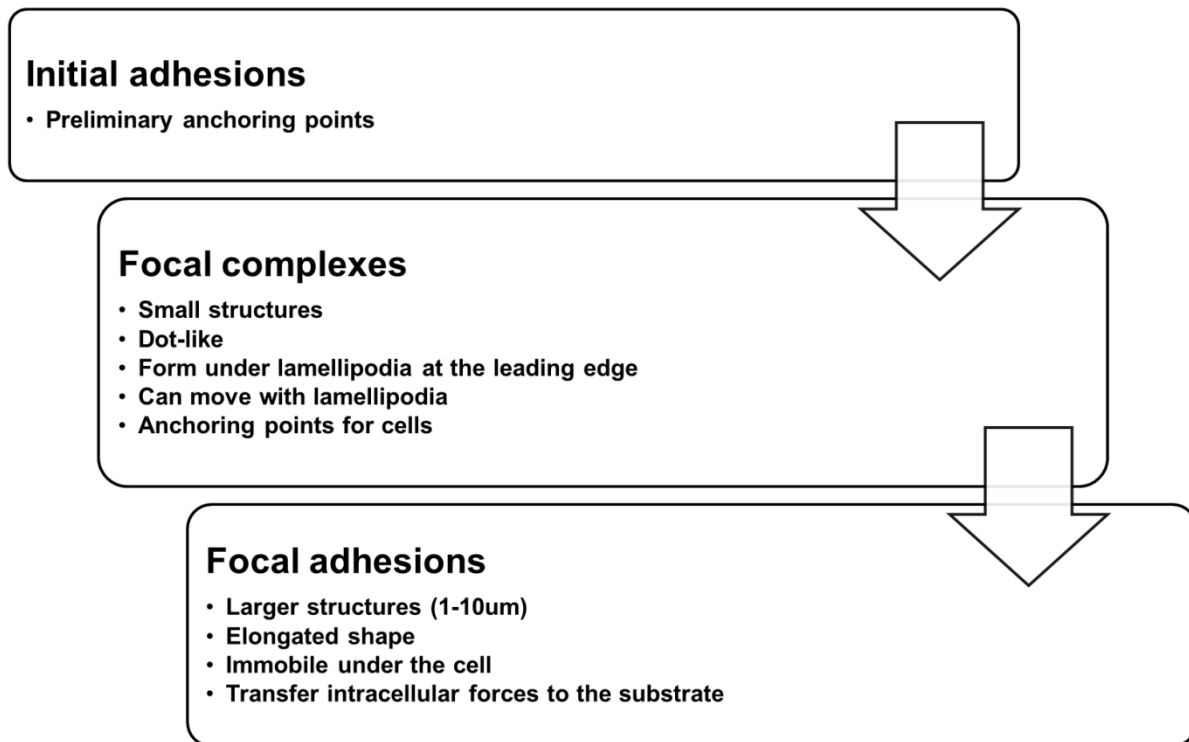 Initial adhesions
• Preliminary anchoring points
Focal complexes
• Small structures
• Dot-like
• Form under lamellipodia at the leading edge
• Can move with lamellipodia
• Anchoring points for cells
Focal adhesions
• Larger structures (1-10um)
• Elongated shape
• Immobile under the cell
• Transfer intracellular forces to the substrate